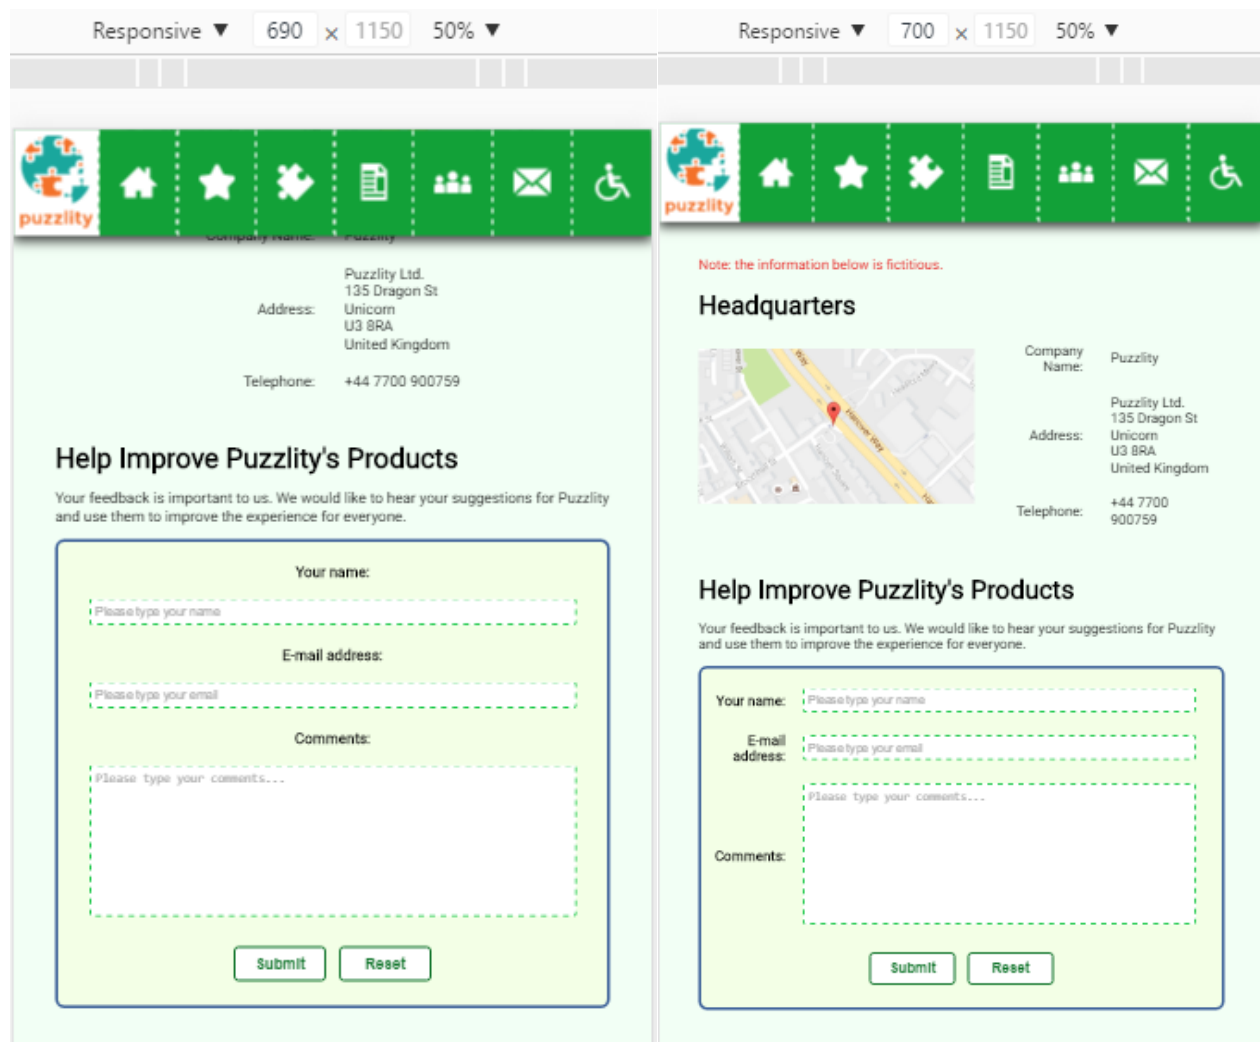 Responsive ▼ 690 × 1150 50% ▼
puzzlity
Company Name: Puzzlity
Puzzlity Ltd.
135 Dragon St
Address: Unicorn
U3 8RA
United Kingdom
Telephone: +44 7700 900759
Help Improve Puzzlity's Products
Your feedback is important to us. We would like to hear your suggestions for Puzzlity
and use them to improve the experience for everyone.
Your name:
Please type your name
E-mail address:
Please type your email
Comments:
Please type your comments...
Submit Reset
Responsive ▼ 700 × 1150 50% ▼
puzzlity
Note: the information below is fictitious.
Headquarters
Way
Hanover Way
Company
Name:
Puzzlity
Puzzlity Ltd.
135 Dragon St
Address: Unicorn
U3 8RA
United Kingdom
Telephone:
+44 7700
900759
Help Improve Puzzlity's Products
Your feedback is important to us. We would like to hear your suggestions for Puzzlity
and use them to improve the experience for everyone.
Your name: Please type your name
E-mail
address:
Please type your email
Please type your comments...
Comments:
Submit Reset